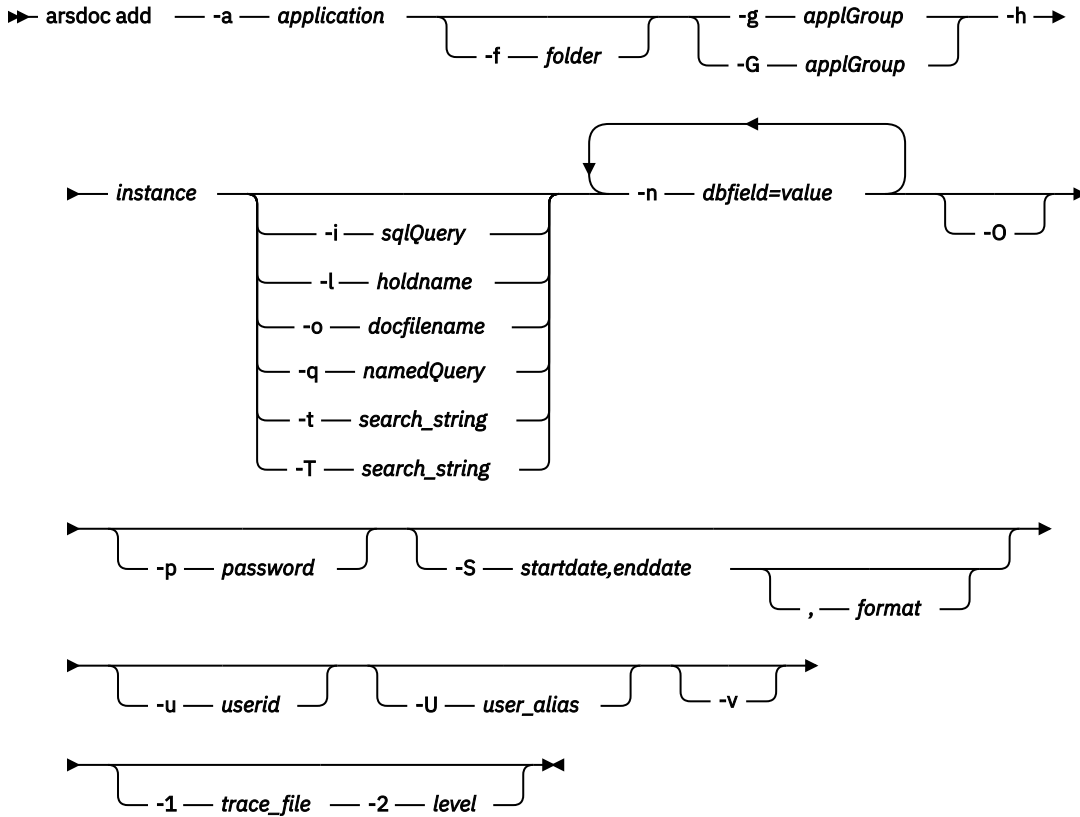 arsdoc add -a application -g applGroup -h
-f folder -G applGroup
instance -n dbfield=value
-i sqlQuery -O
-l holdname
-o docfilename
-q namedQuery
-t search_string
-T search_string
-p password -S startdate,enddate
, format
-u userid -U user_alias -v
-1 trace_file -2 level